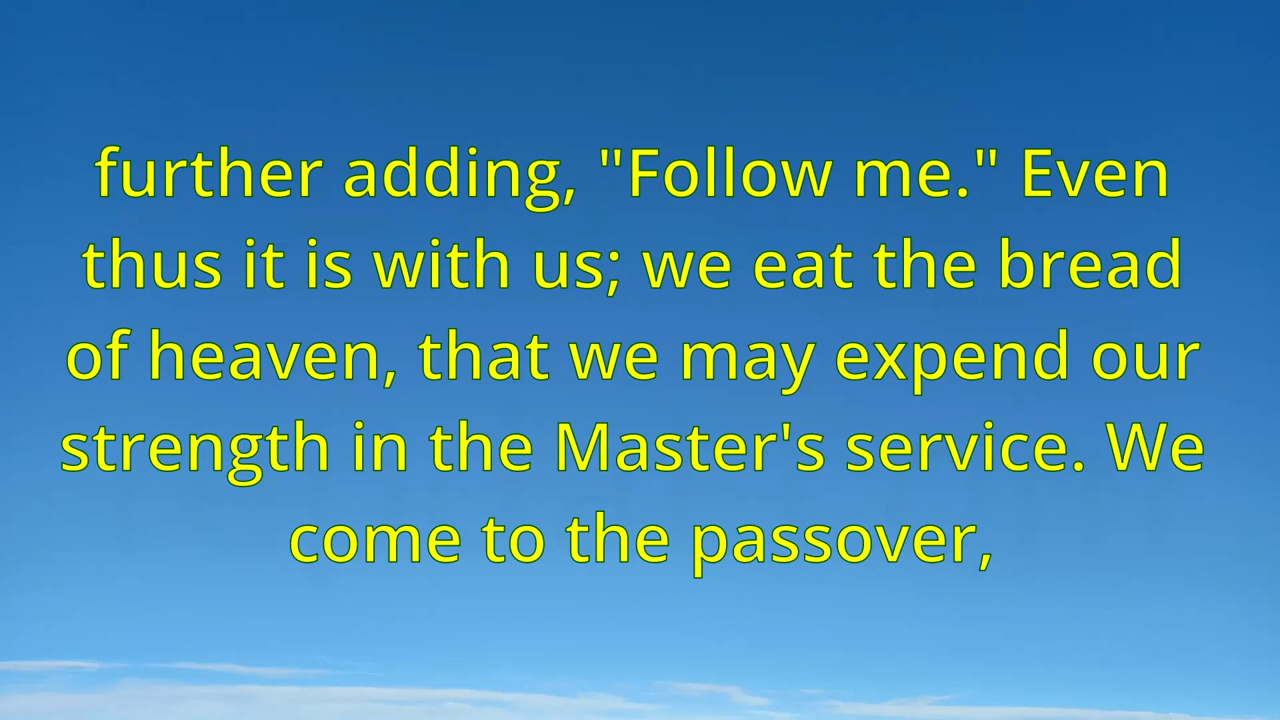 further adding, "Follow me." Even
thus it is with us; we eat the bread
of heaven, that we may expend our
strength in the Master's service. We
come to the passover,